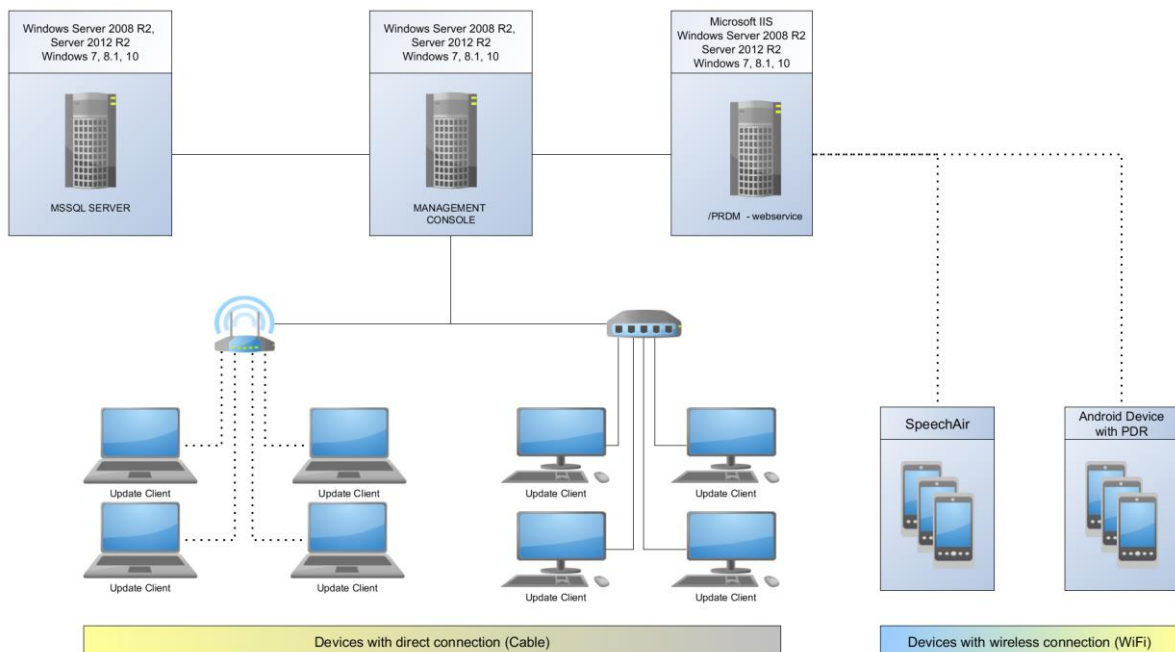 Windows Server 2008 R2,
Server 2012 R2
Windows 7, 8.1, 10
MSSQL SERVER
Windows Server 2008 R2,
Server 2012 R2
Windows 7, 8.1, 10
MANAGEMENT
CONSOLE
Microsoft IIS
Windows Server 2008 R2
Server 2012 R2
Windows 7, 8.1, 10
/PRDM - webservice
Update Client
Update Client
Update Client
Update Client
Update Client
Update Client
Update Client
Update Client
SpeechAir
Android Device
with PDR
Devices with direct connection (Cable)
Devices with wireless connection (WiFi)